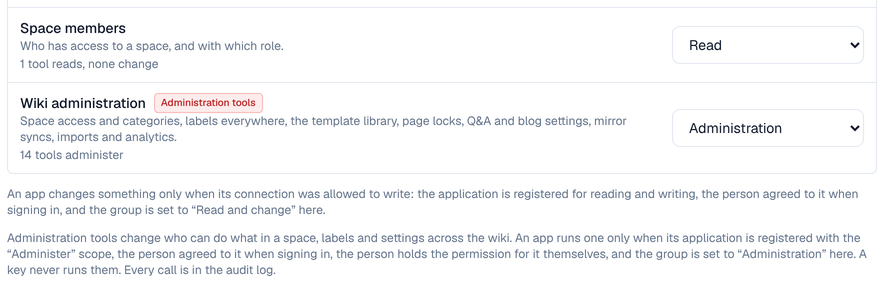 Space members
Who has access to a space, and with which role.
1 tool reads, none change
Read
Wiki administration Administration tools
Space access and categories, labels everywhere, the template library, page locks, Q&A and blog settings, mirror
syncs, imports and analytics.
14 tools administer
Administration
An app changes something only when its connection was allowed to write: the application is registered for reading and writing, the person agreed to it when
signing in, and the group is set to “Read and change” here.
Administration tools change who can do what in a space, labels and settings across the wiki. An app runs one only when its application is registered with the
“Administer” scope, the person agreed to it when signing in, the person holds the permission for it themselves, and the group is set to “Administration” here. A
key never runs them. Every call is in the audit log.